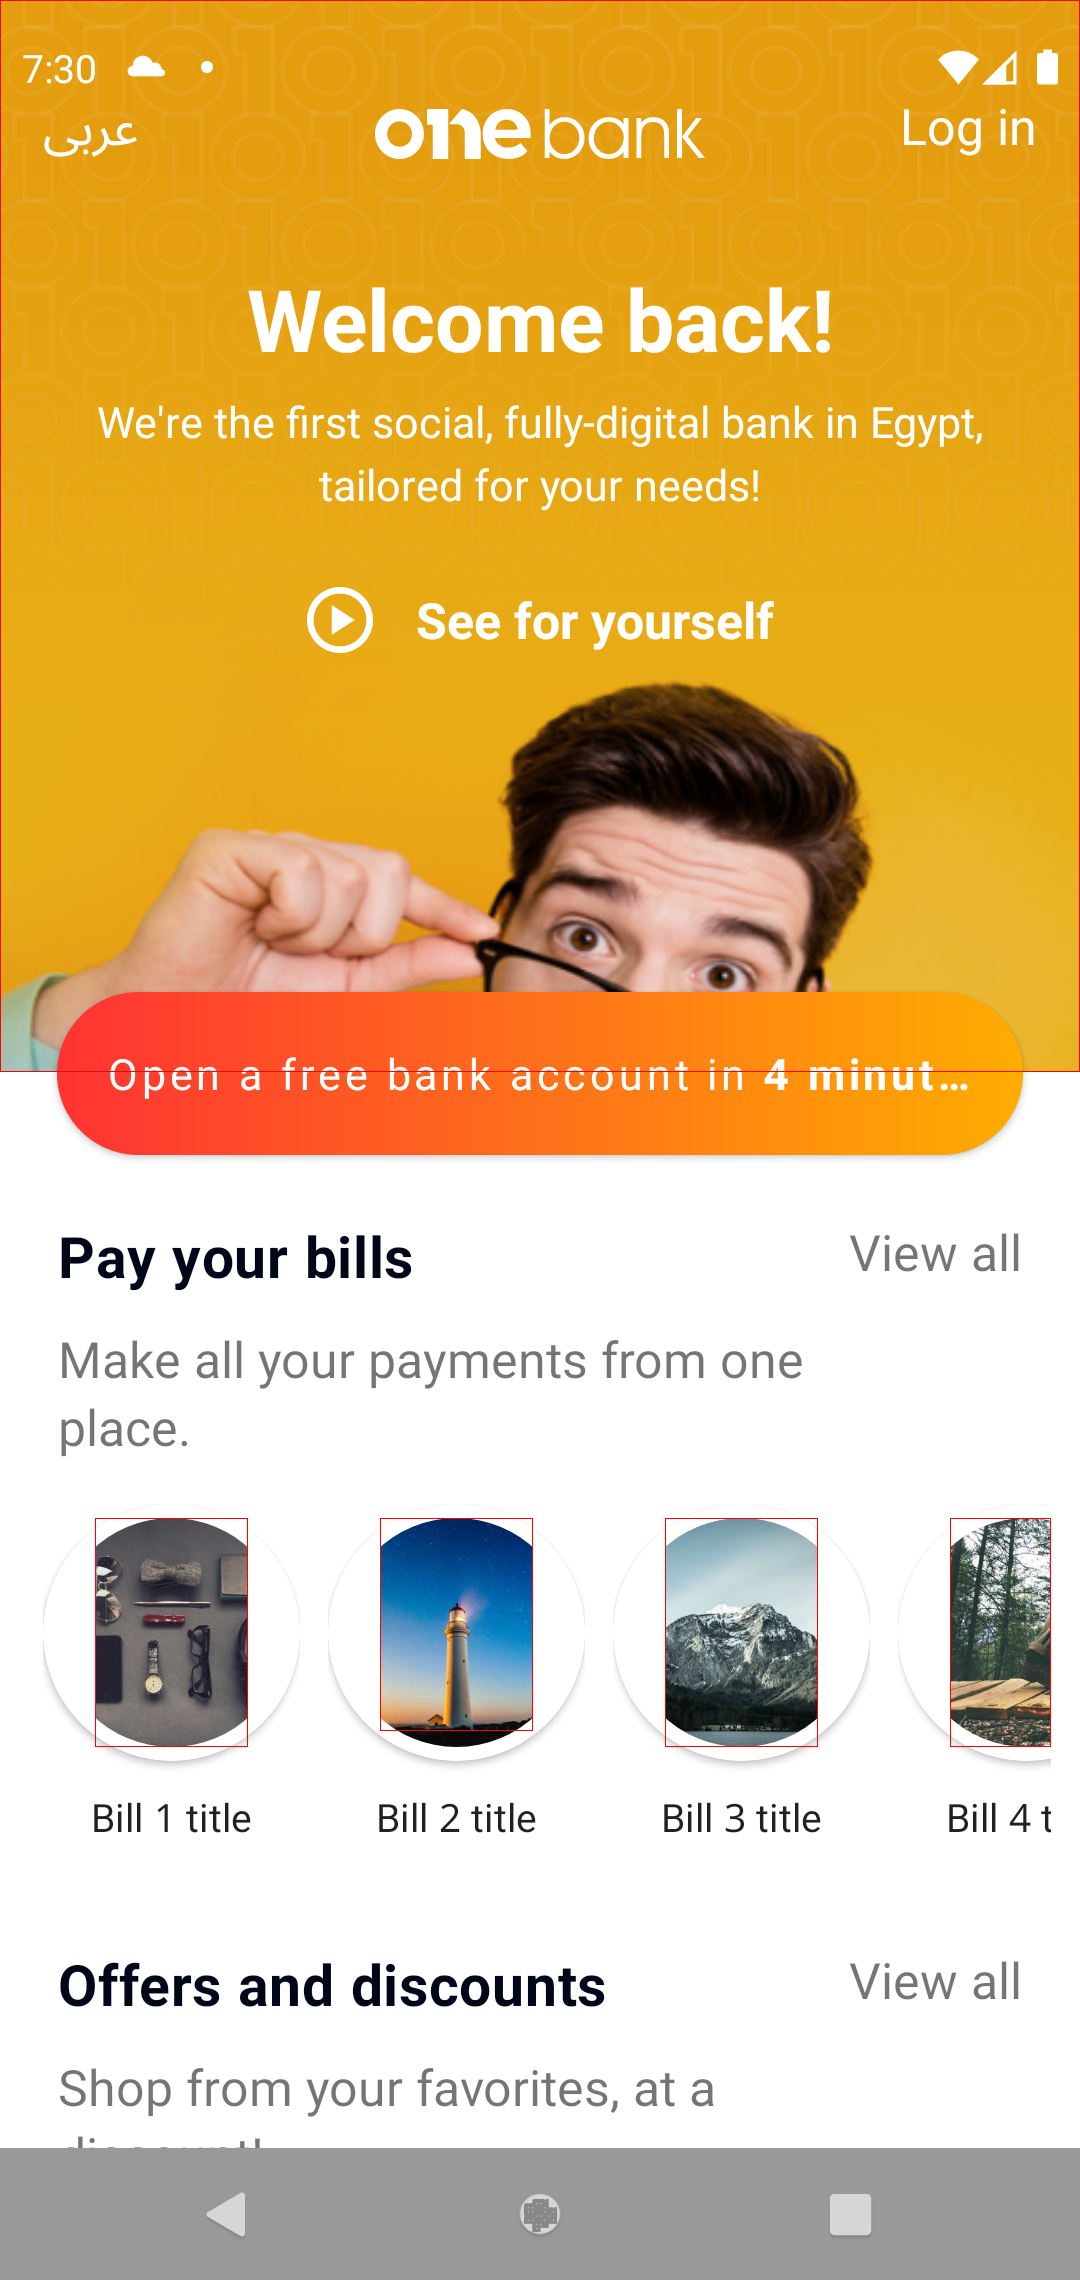 7:30
عربى
onebank
Log in
Welcome back!
We're the first social, fully-digital bank in Egypt,
tailored for your needs!
See for yourself
Open a free bank account in 4 minut...
Pay your bills
View all
Make all your payments from one
place.
Bill 1 title
Bill 2 title
Bill 3 title
Bill 4 t
Offers and discounts
View all
Shop from your favorites, at a